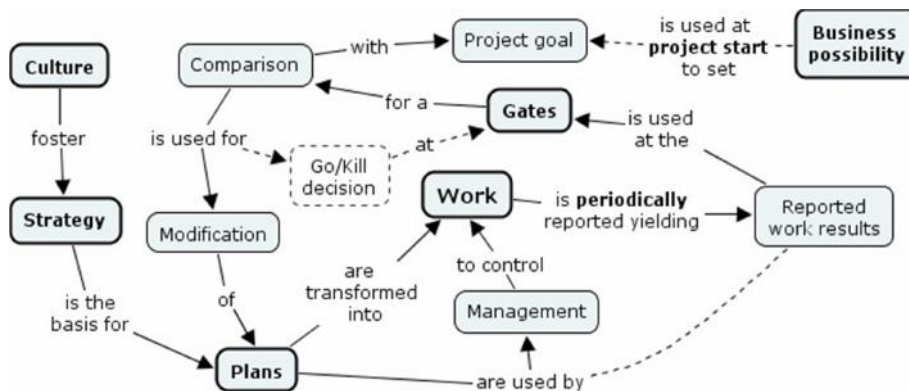 is used at
project start
to set
Business
possibility
with
Project goal
Culture
Comparison
for a
Gates
is used
at the
foster
is used for
at
Go/Kill
decision
Work
is periodically
reported yielding
Reported
work results
Strategy
Modification
are
transformed
into
to control
is the
basis for
of
Management
Plans
are used by